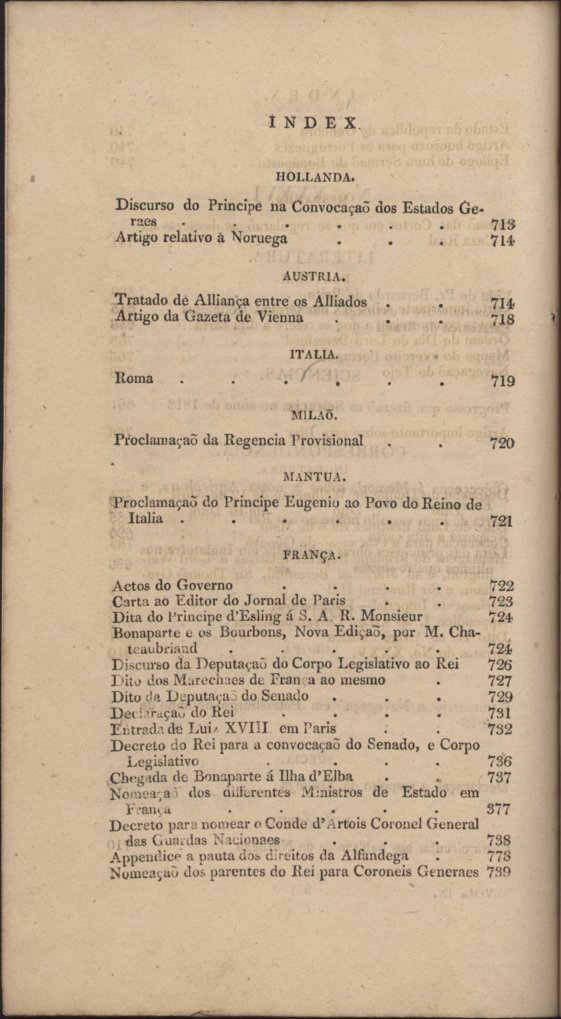 INDEX.
HOLLANDA.
Discurso do Principe na Convocaçaõ dos Estados Ge-
raes . . . . . . 713
Artigo relativo á Noruega . . . 714
AUSTRIA.
Tratado de Alliança entre os Alliados . . 714
Artigo da Gazeta de Vienna . . . 718
ITALIA.
Roma . . . . . . 719
MILAÕ.
Proclamaçaõ da Regencia Provisional . . 720
MANTUA.
Proclamaçaõ do Principe Eugenio ao Povo do Reino de
Italia . . . . . . 721
FRANÇA.
Actos do Governo . . . . 722
Carta ao Editor do Jornal de Paris . . 723
Dita do Principe d'Esling á S. A. R. Monsieur 724
Bonaparte e os Bourbons, Nova Ediçaõ, por M. Cha-
teaubriand . . . . . 724
Discurso da Deputaçaõ do Corpo Legislativo ao Rei 726
Dito dos Marechaes de França ao mesmo . 727
Dito da Deputaçaõ do Senado . . . 729
Declaraçaõ do Rei . . . . 731
Entrada de Luiz XVIII em Paris . . 732
Decreto do Rei para a convocaçaõ do Senado, e Corpo
Legislativo . . . . . 736
Chegada de Bonaparte á Ilha d'Elba . . 737
Nomeaçaõ dos differentes Ministros de Estado em
França . . . . . 377
Decreto para nomear o Conde d'Artois Coronel General
das Guardas Nacionaes . . . 738
Appendice a pauta dos direitos da Alfandega . 773
Nomeaçaõ dos parentes do Rei para Coroneis Generaes 739